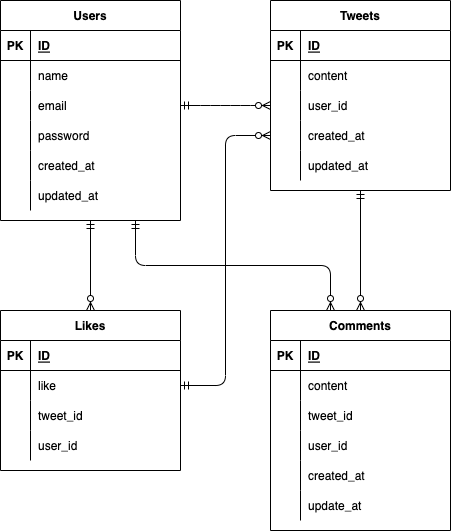 Users
PK ID
name
email
password
created_at
updated_at
Tweets
PK ID
content
user_id
created_at
updated_at
Likes
PK ID
like
tweet_id
user_id
Comments
PK ID
content
tweet_id
user_id
created_at
update_at